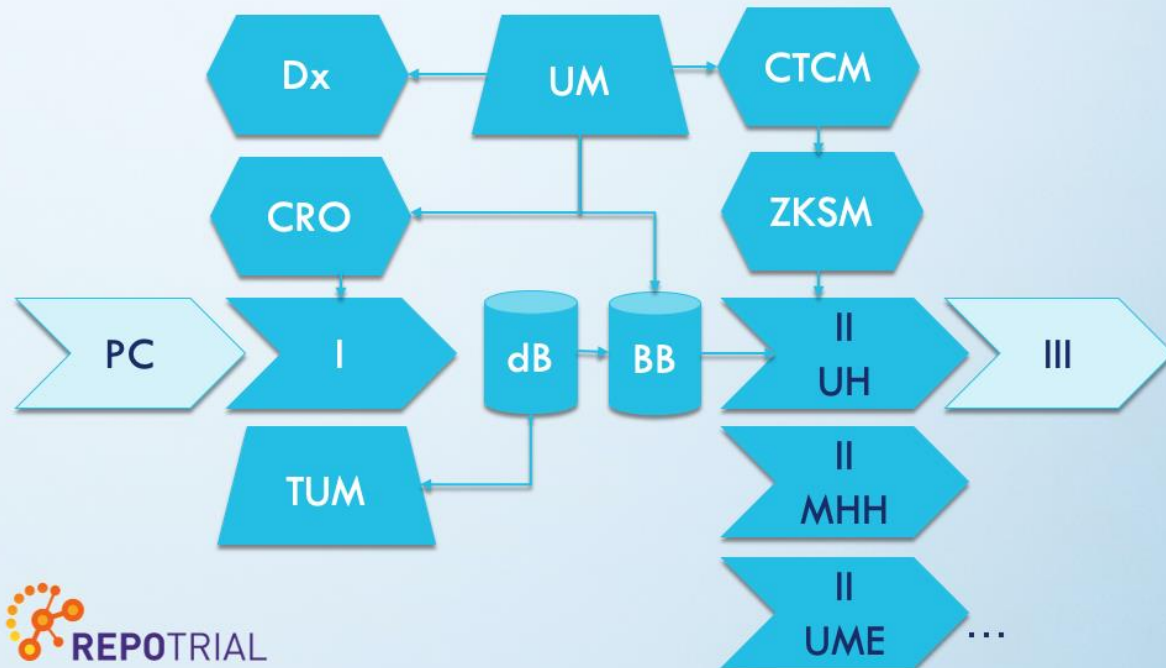 Dx
UM
CTCM
CRO
ZKSM
PC
I
dB
BB
II
UH
III
TUM
II
MHH
II
UME
...
REPOTRIAL